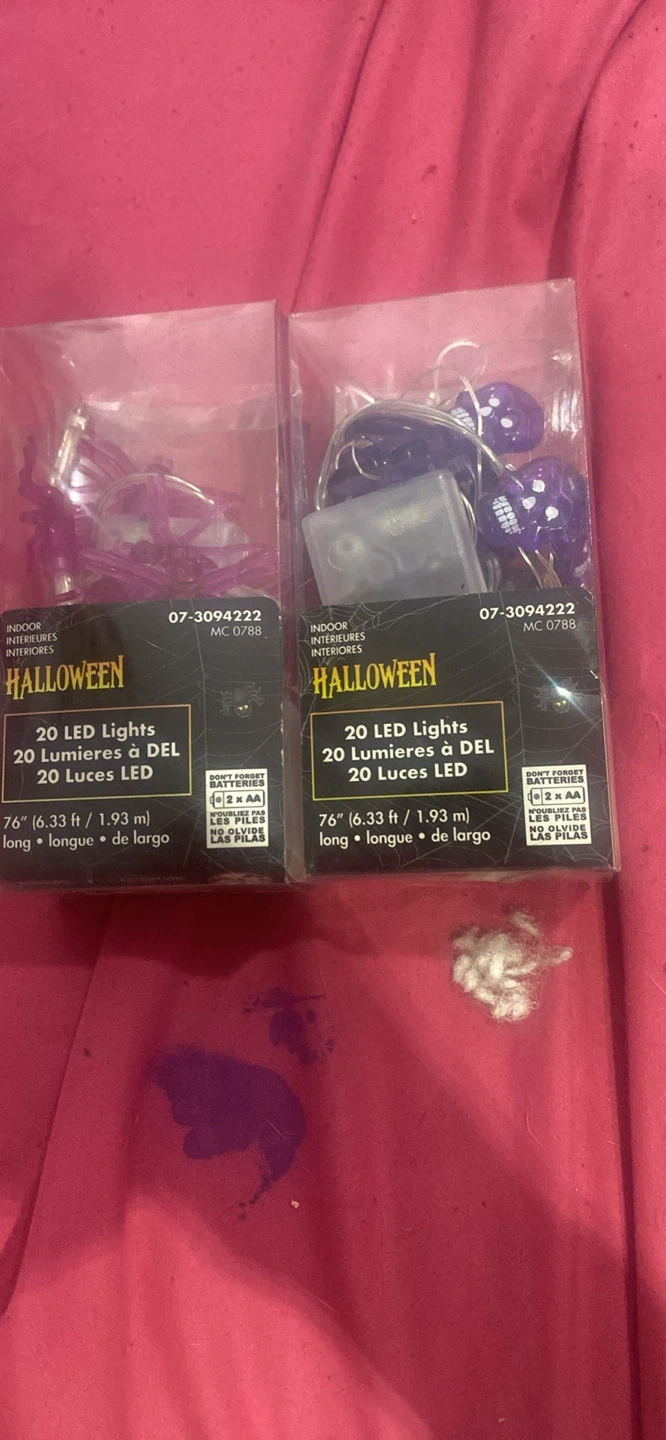 07-3094222
MC 0788
INDOOR
INTÉRIEURES
INTERIORES
HALLOWEEN
20 LED Lights
20 Lumieres à DEL
20 Luces LED
76" (6.33 ft / 1.93 m)
long • longue • de largo
DON'T FORGET
BATTERIES
2 x AA
N'OUBLIEZ PAS
LES PILES
NO OLVIDE
LAS PILAS
07-3094222
MC 0788
INDOOR
INTÉRIEURES
INTERIORES
HALLOWEEN
20 LED Lights
20 Lumieres à DEL
20 Luces LED
76" (6.33 ft / 1.93 m)
long • longue • de largo
DON'T FORGET
BATTERIES
2 x AA
N'OUBLIEZ PAS
LES PILES
NO OLVIDE
LAS PILAS